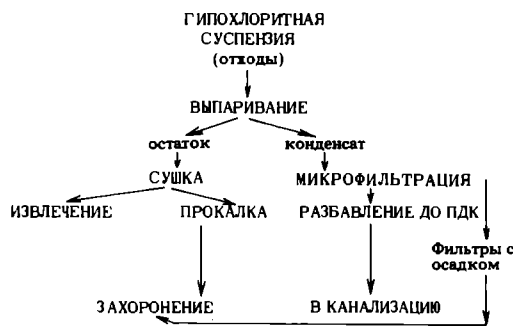 ГИПОХЛОРИТНАЯ
СУСПЕНЗИЯ
(отходы)
ВЫПАРИВАНИЕ
остаток конденсат
СУШКА МИКРОФИЛЬТРАЦИЯ
ИЗВЛЕЧЕНИЕ ПРОКАЛКА РАЗБАВЛЕНИЕ ДО ПДК
Фильтры с
осадком
ЗАХОРОНЕНИЕ В КАНАЛИЗАЦИЮ